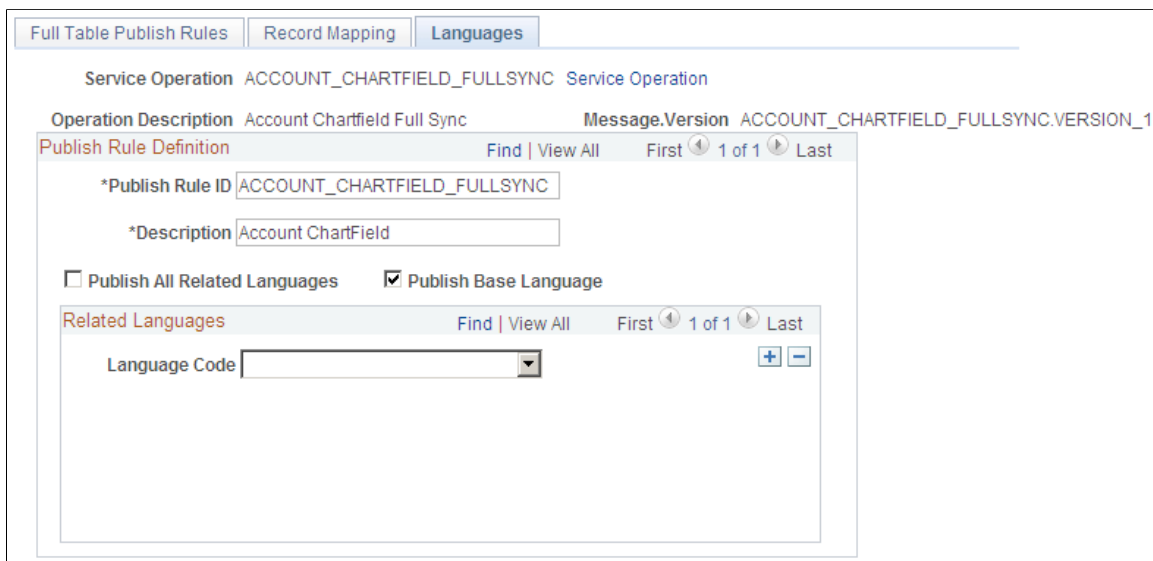 Full Table Publish Rules Record Mapping Languages
Service Operation ACCOUNT_CHARTFIELD_FULLSYNC Service Operation
Operation Description Account Chartfield Full Sync Message.Version ACCOUNT_CHARTFIELD_FULLSYNC.VERSION_1
Publish Rule Definition Find | View All First 1 of 1 Last
*Publish Rule ID ACCOUNT_CHARTFIELD_FULLSYNC
*Description Account ChartField
Publish All Related Languages Publish Base Language
Related Languages Find | View All First 1 of 1 Last
Language Code